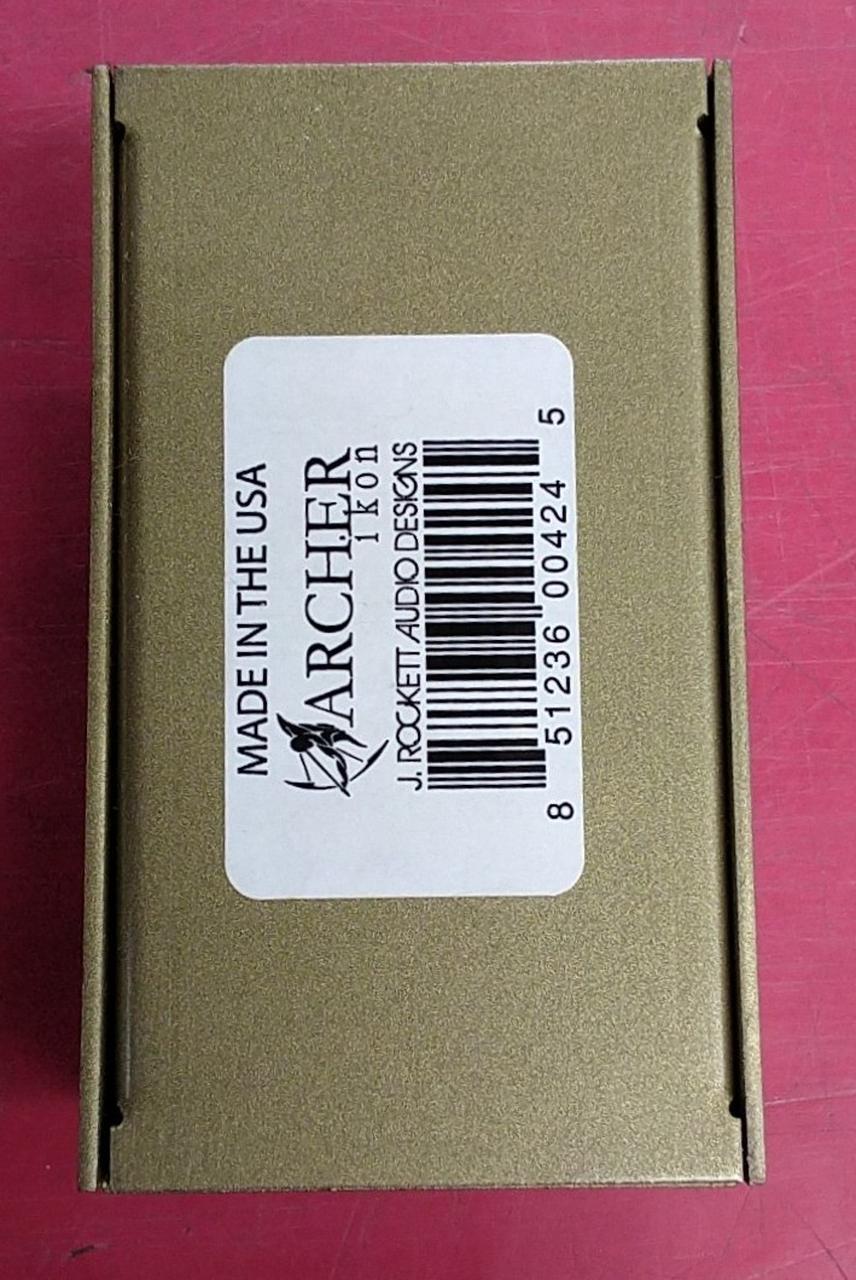 MADE IN THE USA
ARCHER
ikon
J. ROCKETT AUDIO DESIGNS
8 51236 00424 5